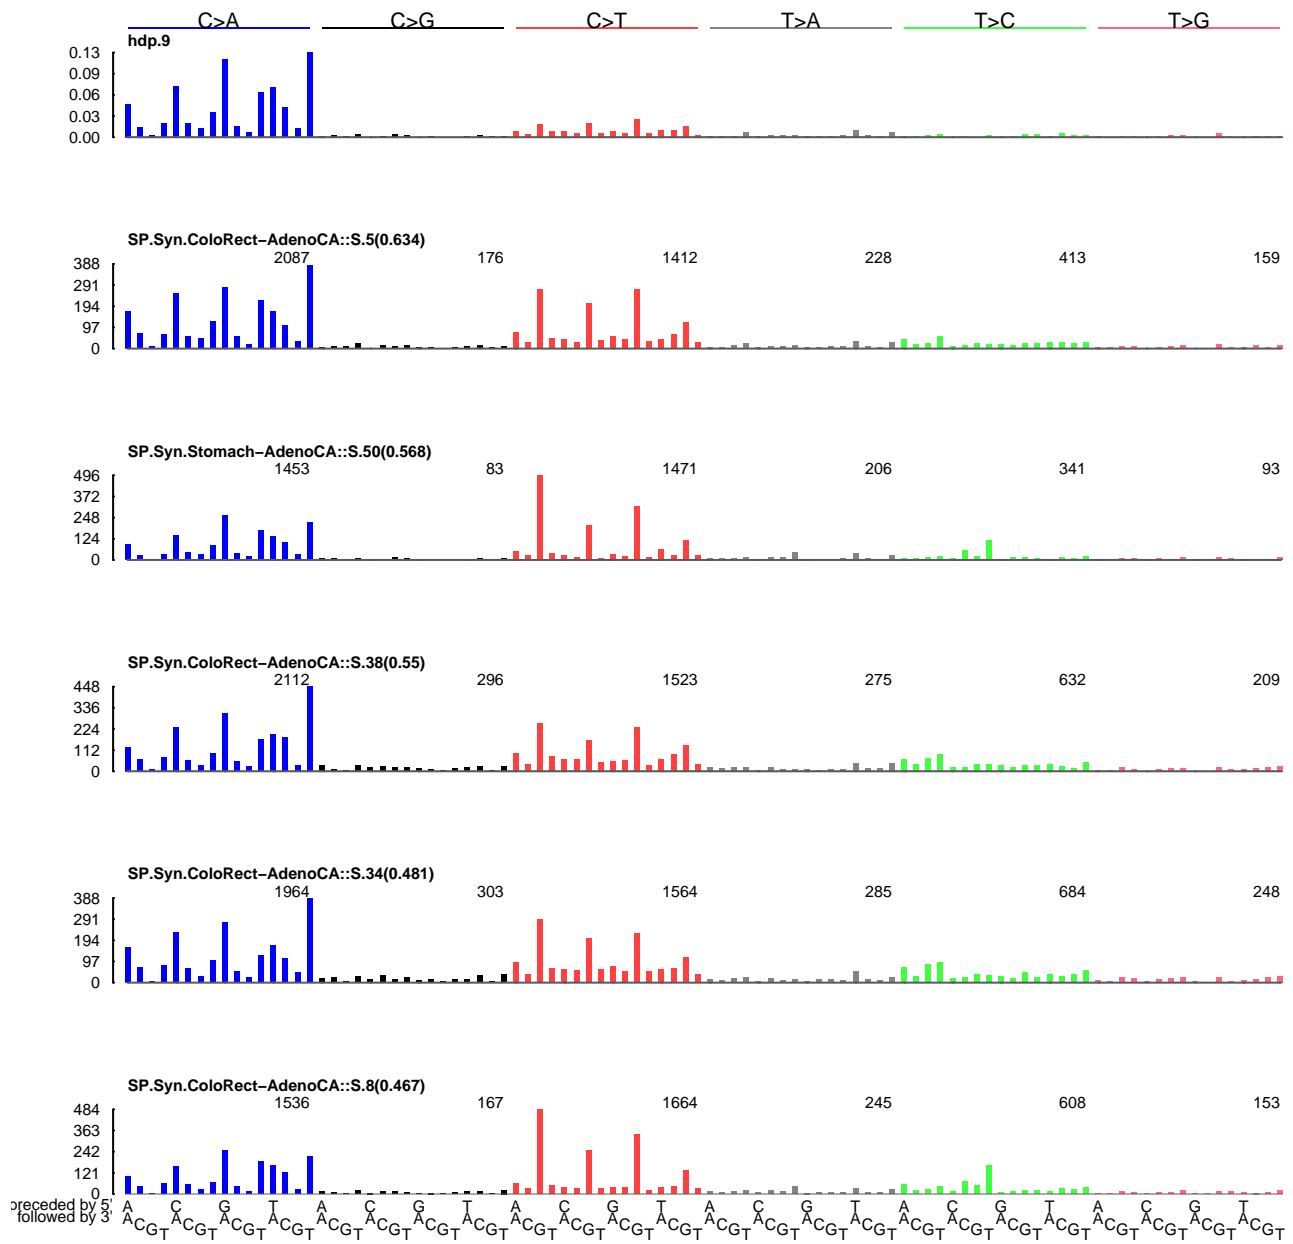 C>A C>G C>T T>A T>C T>G
hdp.9
0.13
0.09
0.06
0.03
0.00
SP.Syn.ColoRect−AdenoCA::S.5(0.634)
2087 176 1412 228 413 159
388
291
194
97
0
SP.Syn.Stomach−AdenoCA::S.50(0.568)
1453 83 1471 206 341 93
496
372
248
124
0
SP.Syn.ColoRect−AdenoCA::S.38(0.55)
2112 296 1523 275 632 209
448
336
224
112
0
SP.Syn.ColoRect−AdenoCA::S.34(0.481)
1964 303 1564 285 684 248
388
291
194
97
0
SP.Syn.ColoRect−AdenoCA::S.8(0.467)
1536 167 1664 245 608 153
484
363
242
121
0
preceded by 5' A C G T A C G T A C G T A C G T A C G T A C G T
followed by 3' A C G T A C G T A C G T A C G T A C G T A C G T A C G T A C G T A C G T A C G T A C G T A C G T A C G T A C G T A C G T A C G T A C G T A C G T A C G T A C G T A C G T A C G T A C G T A C G T